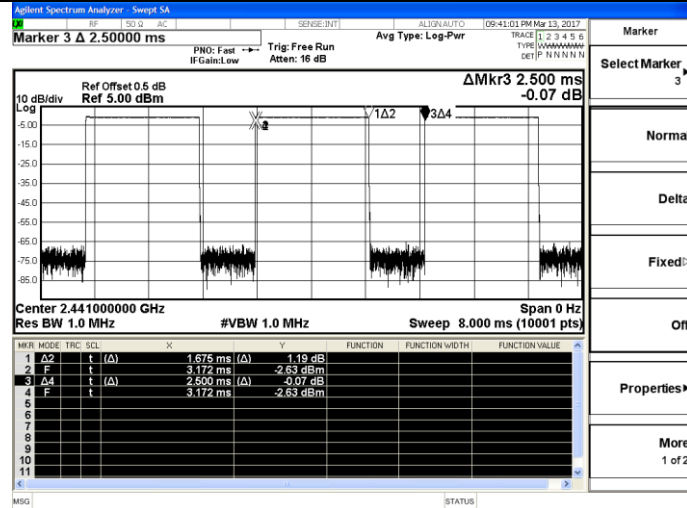 Agilent Spectrum Analyzer - Swept SA
LXI RF 50 Ω AC SENSE:INT ALIGNAUTO 09:41:01 PM Mar 13, 2017
Marker 3 Δ 2.50000 ms
PNO: Fast
IFGain:Low
Trig: Free Run
Atten: 16 dB
Avg Type: Log-Pwr
TRACE 1 2 3 4 5 6
TYPE WWWWWW
DET P N N N N N
Ref Offset 0.5 dB
10 dB/div Ref 5.00 dBm
Log
ΔMkr3 2.500 ms
-0.07 dB
1Δ2
3Δ4
-5.00
-15.0
-25.0
-35.0
-45.0
-55.0
-65.0
-75.0
-85.0
Center 2.441000000 GHz Span 0 Hz
Res BW 1.0 MHz #VBW 1.0 MHz Sweep 8.000 ms (10001 pts)
MKR MODE TRC SCL X Y FUNCTION FUNCTION WIDTH FUNCTION VALUE
1 Δ2 t (Δ) 1.675 ms (Δ) 1.19 dB
2 F t 3.172 ms -2.63 dBm
3 Δ4 t (Δ) 2.500 ms (Δ) -0.07 dB
4 F t 3.172 ms -2.63 dBm
5
6
7
8
9
10
11
MSG STATUS
Marker
Select Marker
3
Norma
Delta
Fixed
Off
Properties
More
1 of 2